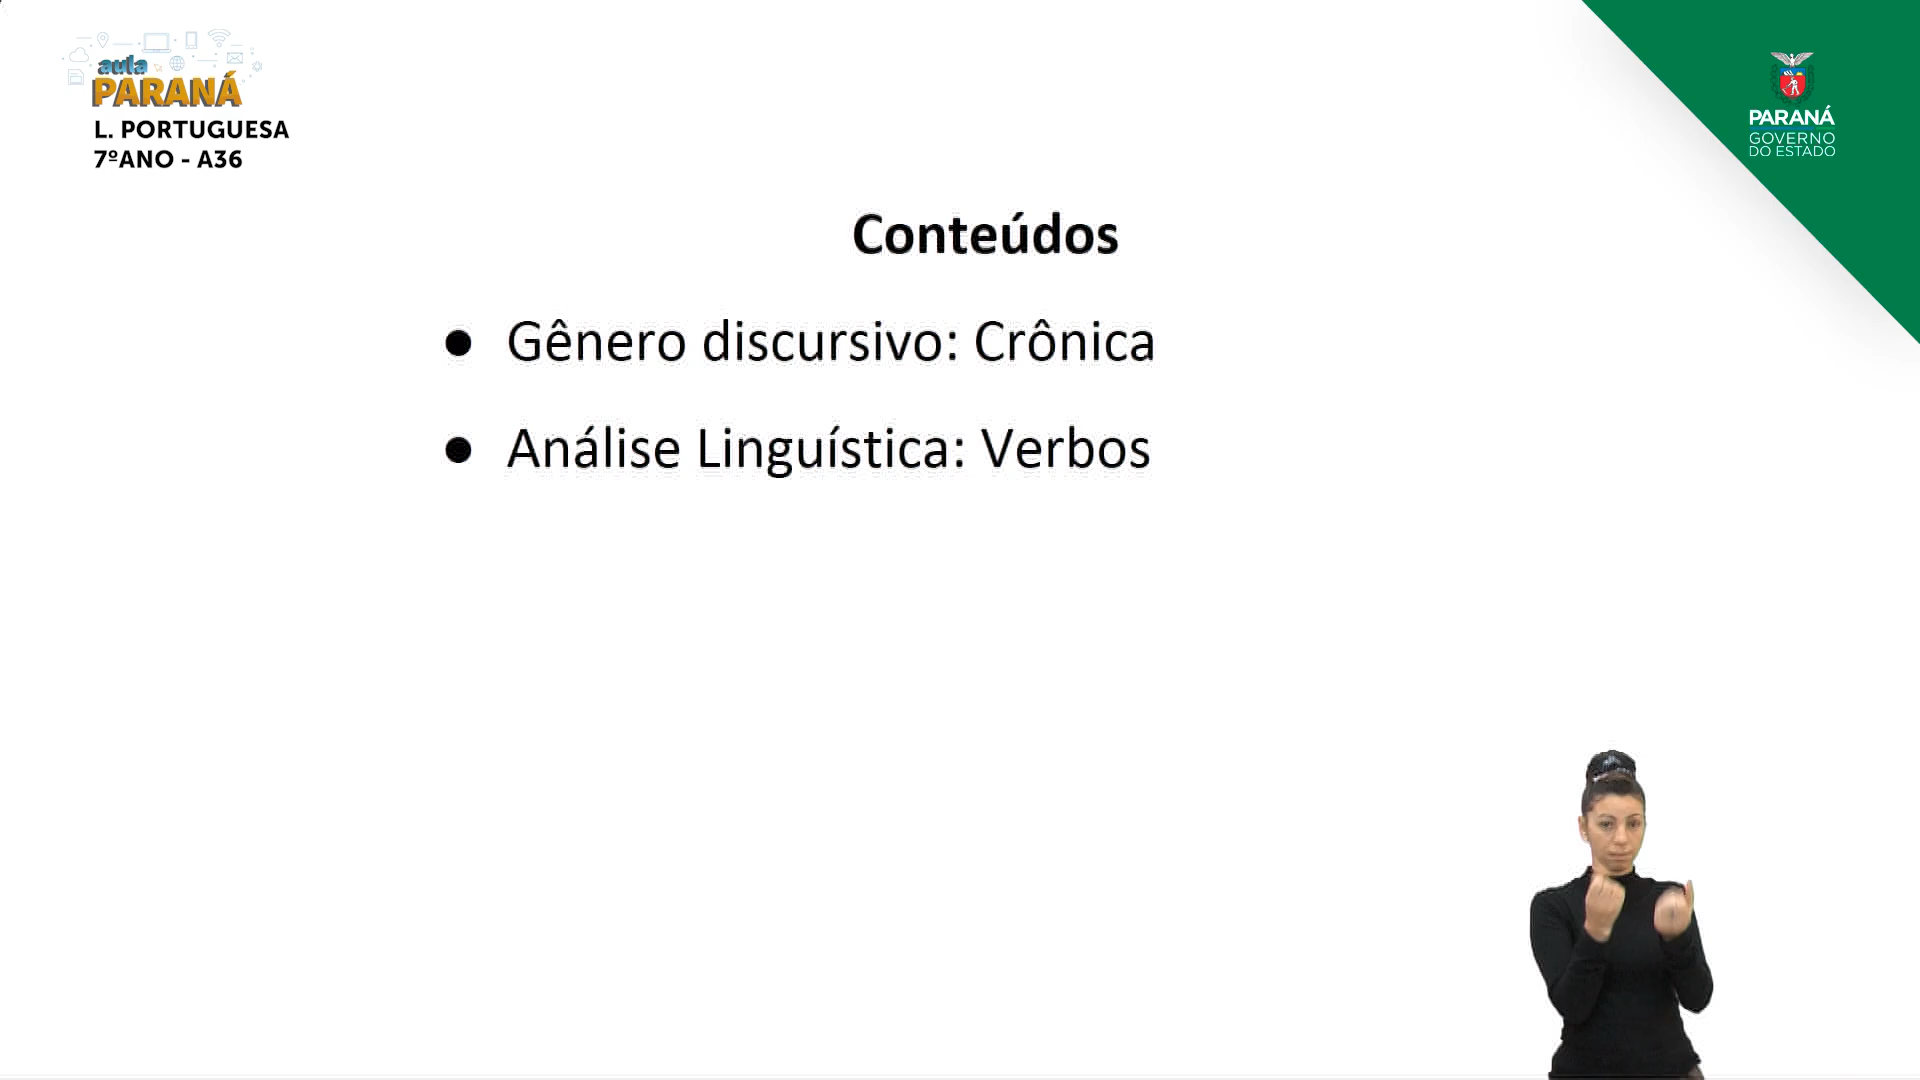 aula
PARANÁ
L. PORTUGUESA
7ºANO - A36
PARANÁ
GOVERNO
DO ESTADO
Conteúdos
● Gênero discursivo: Crônica
● Análise Linguística: Verbos